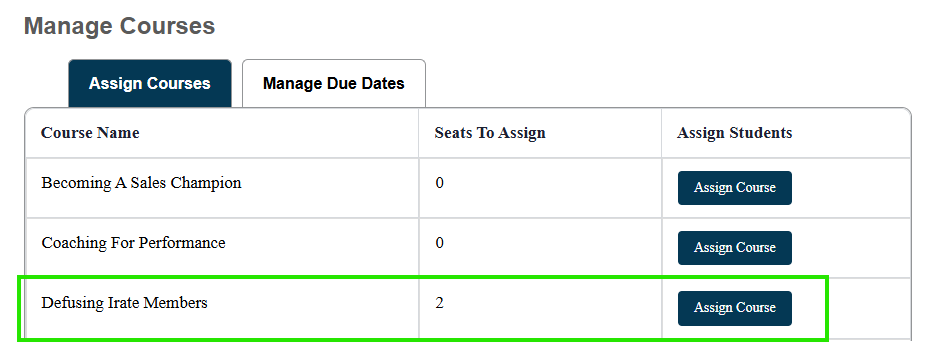 Manage Courses
Assign Courses Manage Due Dates
Course Name Seats To Assign Assign Students
Becoming A Sales Champion 0 Assign Course
Coaching For Performance 0 Assign Course
Defusing Irate Members 2 Assign Course